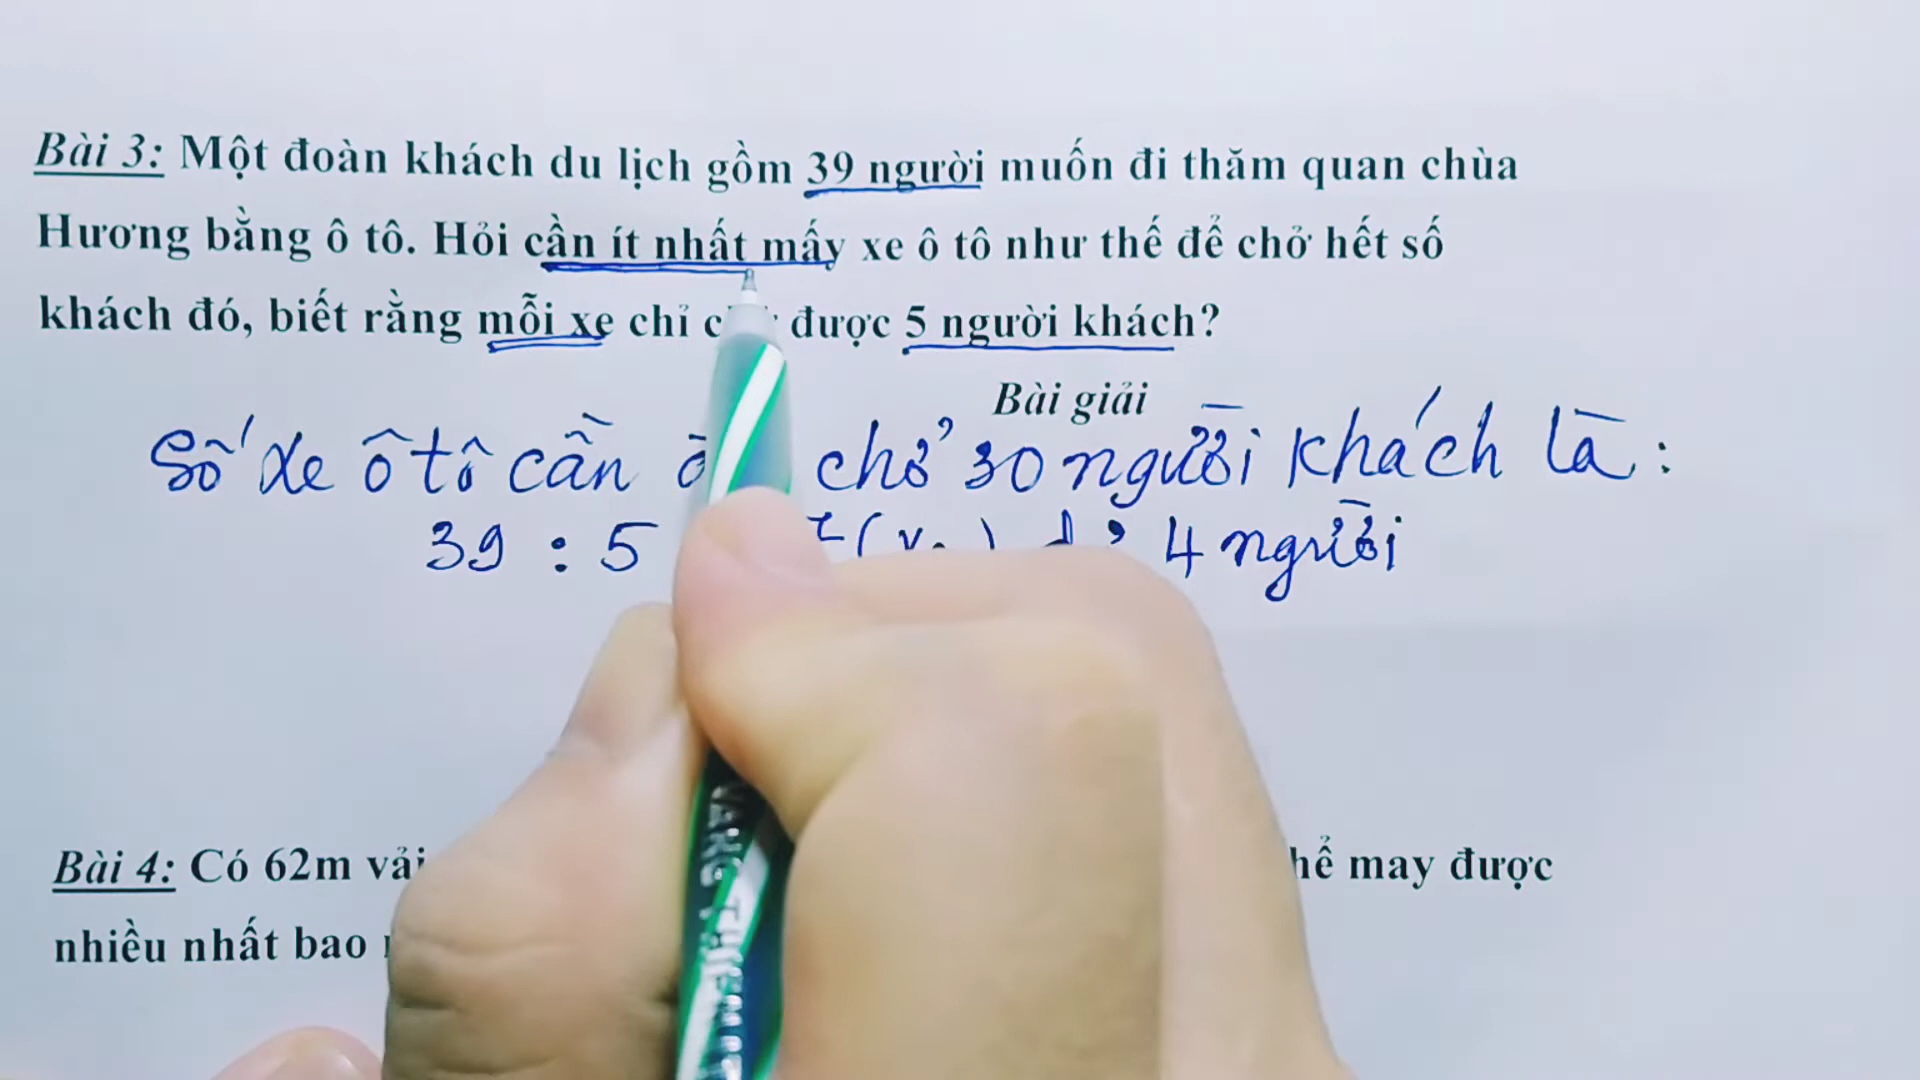 Bài 3: Một đoàn khách du lịch gồm 39 người muốn đi thăm quan chùa
Hương bằng ô tô. Hỏi cần ít nhất mấy xe ô tô như thế để chở hết số
khách đó, biết rằng mỗi xe chỉ được 5 người khách?
Bài giải
Số xe ô tô cần chở 30 người khách là:
39 : 5 4 người
Bài 4: Có 62m vải may được
nhiều nhất bao